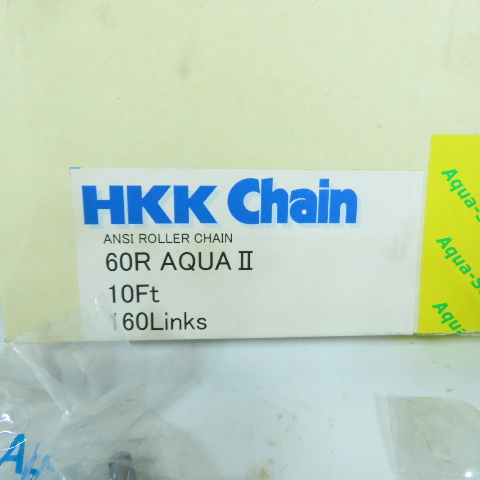 HKK Chain
ANSI ROLLER CHAIN
60R AQUA II
10Ft
160Links
Aqua-S
Aqua-S
Aqua